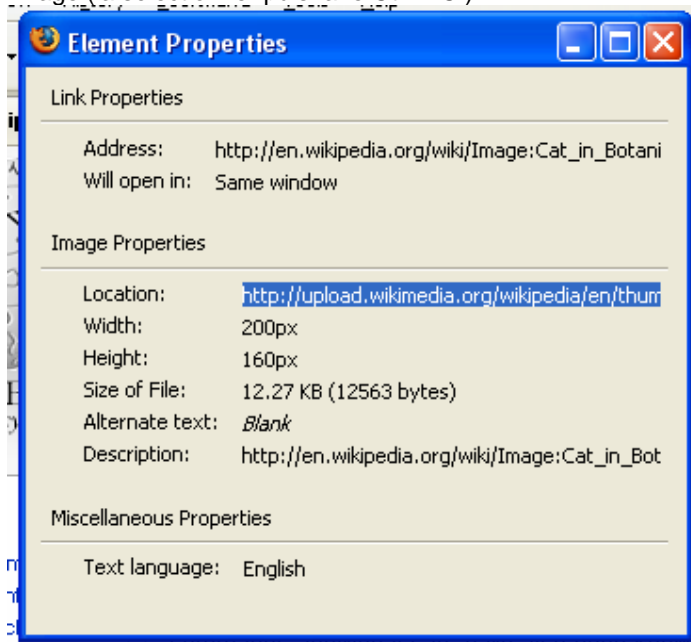 Element Properties
Link Properties
Address: http://en.wikipedia.org/wiki/Image:Cat_in_Botani
Will open in: Same window
Image Properties
Location: http://upload.wikimedia.org/wikipedia/en/thum
Width: 200px
Height: 160px
Size of File: 12.27 KB (12563 bytes)
Alternate text: Blank
Description: http://en.wikipedia.org/wiki/Image:Cat_in_Bot
Miscellaneous Properties
Text language: English